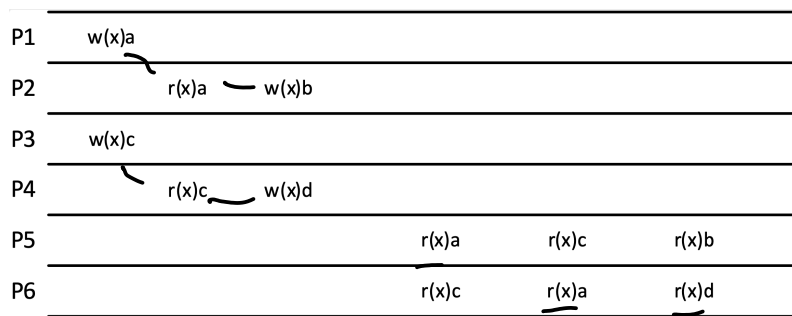 P1 w(x)a
P2 r(x)a w(x)b
P3 w(x)c
P4 r(x)c w(x)d
P5 r(x)a r(x)c r(x)b
P6 r(x)c r(x)a r(x)d